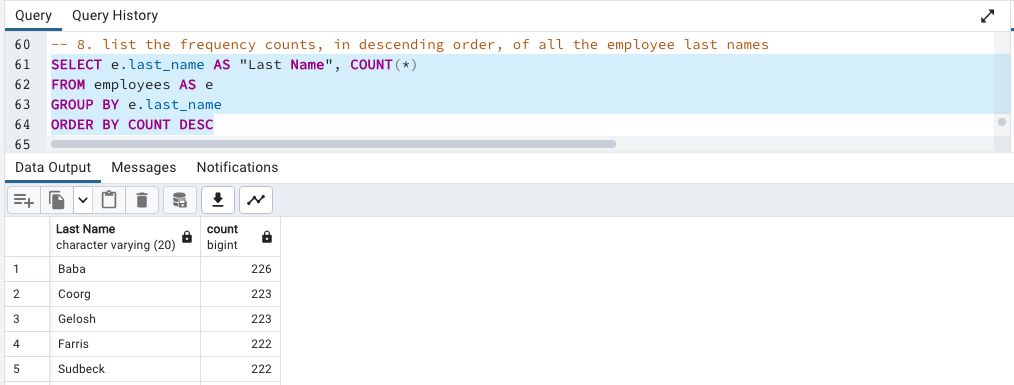 Query Query History
60 -- 8. list the frequency counts, in descending order, of all the employee last names
61 SELECT e.last_name AS "Last Name", COUNT(*)
62 FROM employees AS e
63 GROUP BY e.last_name
64 ORDER BY COUNT DESC
65
Data Output Messages Notifications
Last Name count
character varying (20) bigint
1 Baba 226
2 Coorg 223
3 Gelosh 223
4 Farris 222
5 Sudbeck 222